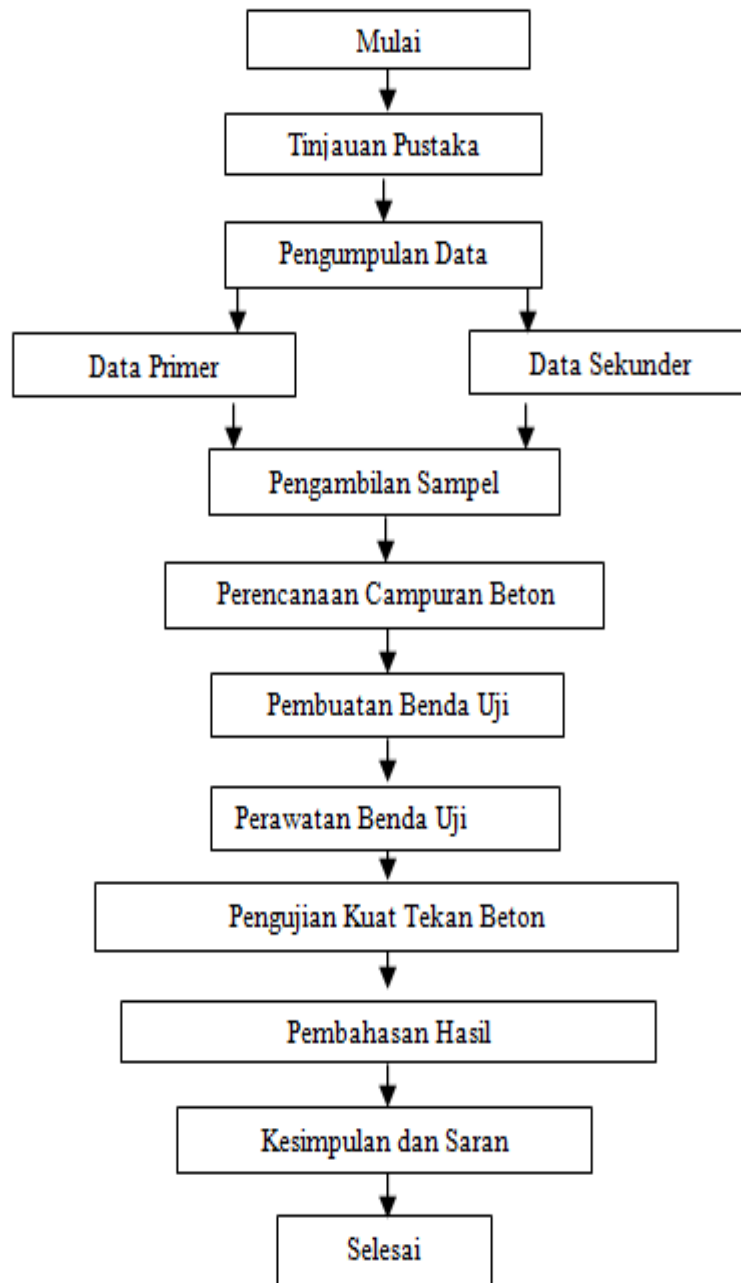 Mulai
Tinjauan Pustaka
Pengumpulan Data
Data Primer
Data Sekunder
Pengambilan Sampel
Perencanaan Campuran Beton
Pembuatan Benda Uji
Perawatan Benda Uji
Pengujian Kuat Tekan Beton
Pembahasan Hasil
Kesimpulan dan Saran
Selesai